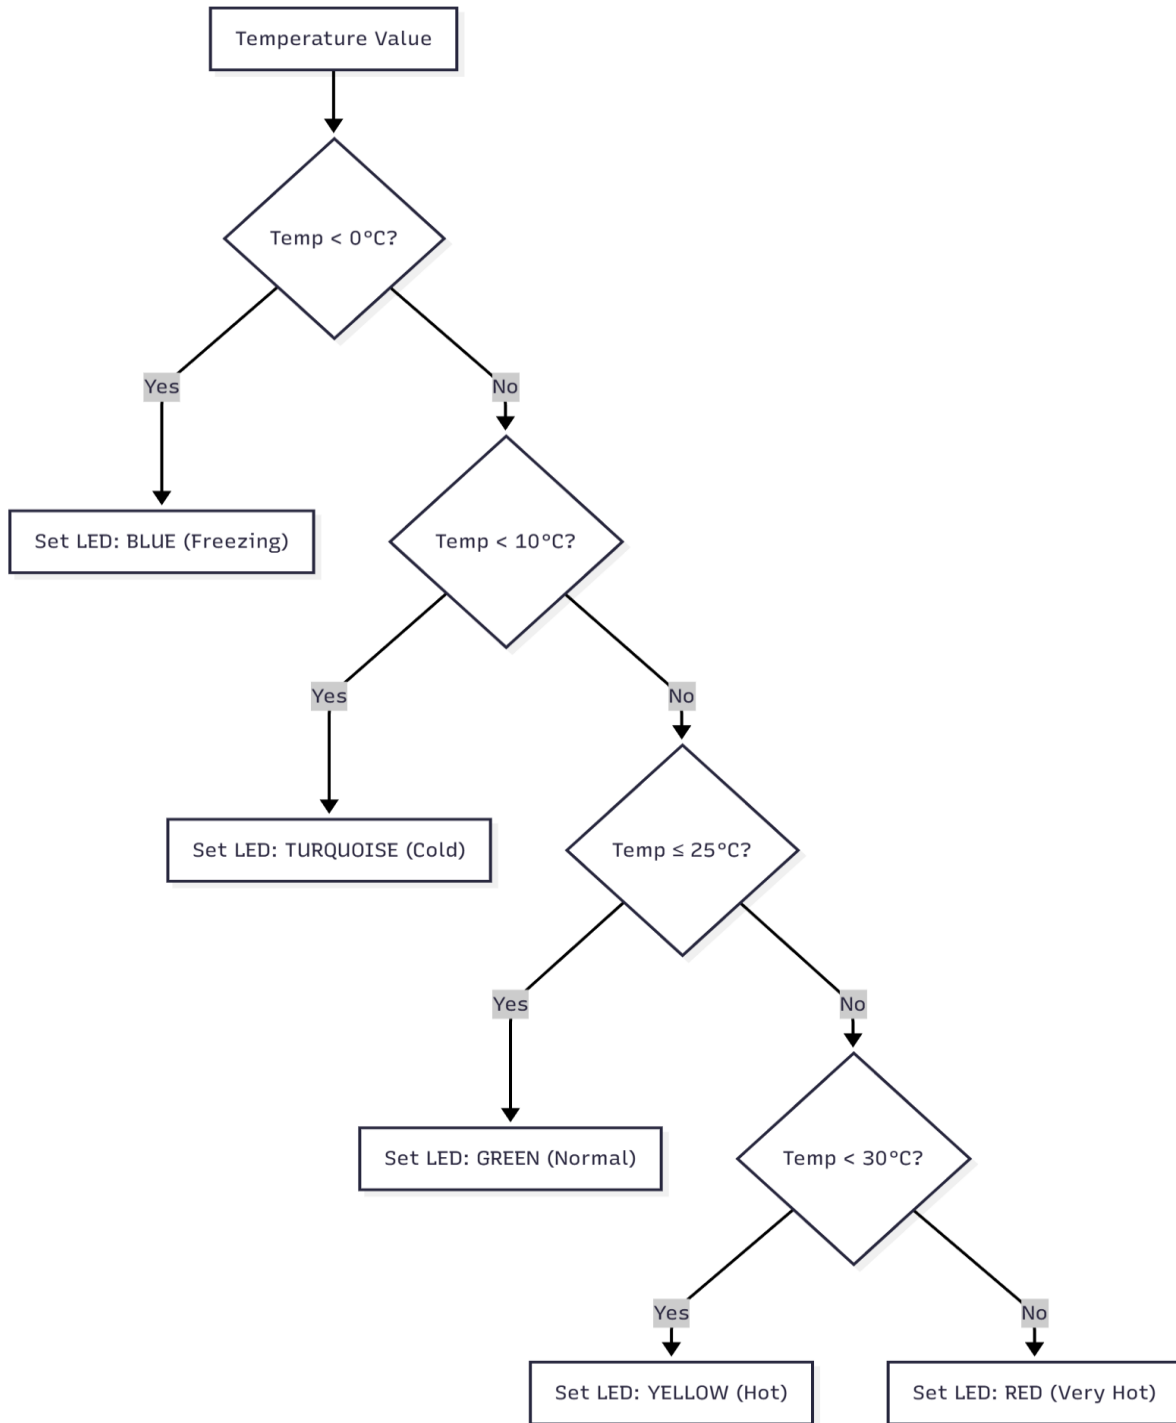 Temperature Value
Temp < 0°C?
Yes
No
Set LED: BLUE (Freezing)
Temp < 10°C?
Yes
No
Set LED: TURQUOISE (Cold)
Temp ≤ 25°C?
Yes
No
Set LED: GREEN (Normal)
Temp < 30°C?
Yes
No
Set LED: YELLOW (Hot)
Set LED: RED (Very Hot)